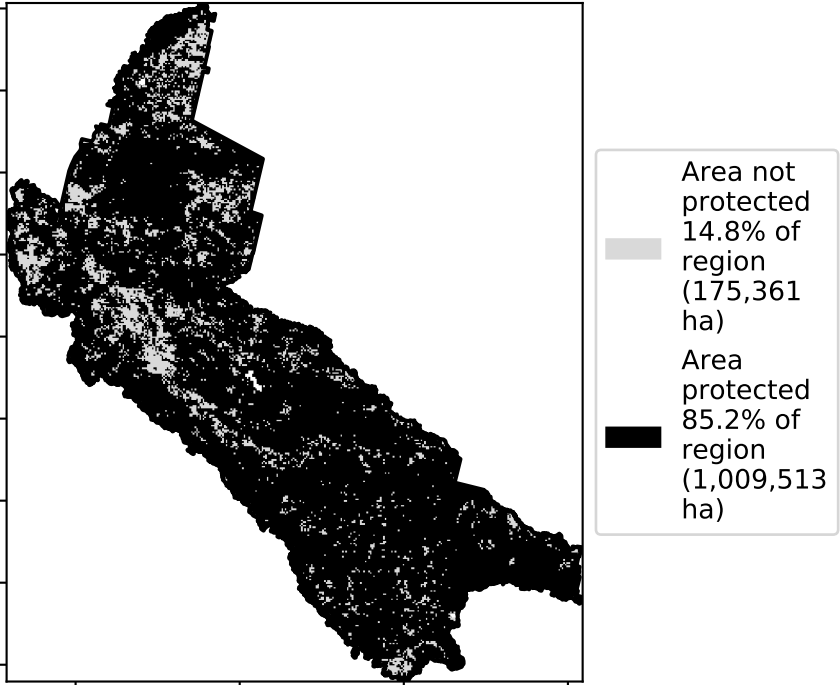 Area not
protected
14.8% of
region
(175,361
ha)
Area
protected
85.2% of
region
(1,009,513
ha)